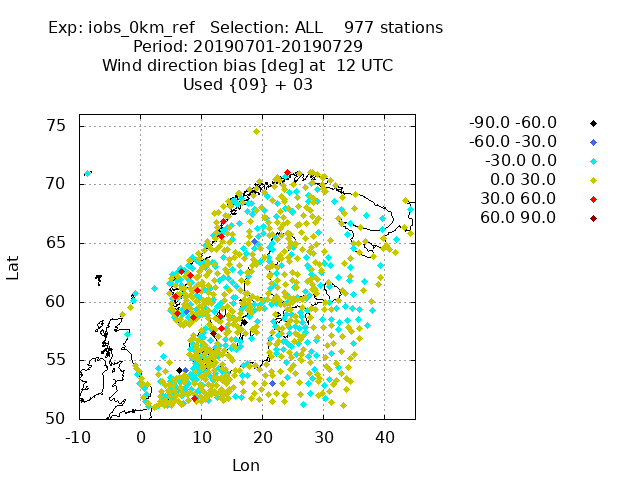 Exp: iobs_0km_ref   Selection: ALL    977 stations
Period: 20190701-20190729
Wind direction bias [deg] at  12 UTC
Used {09} + 03
-90.0 -60.0
-60.0 -30.0
-30.0 0.0
0.0 30.0
30.0 60.0
60.0 90.0
75
70
65
60
55
50
Lat
-10 0 10 20 30 40
Lon